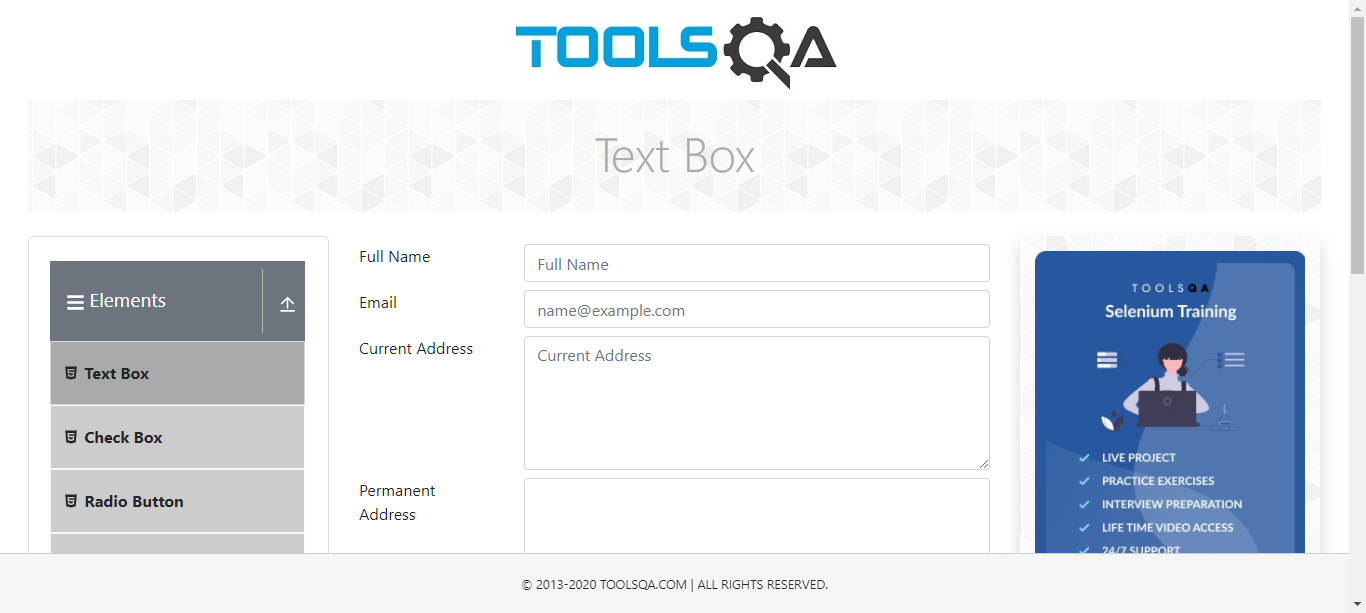 TOOLSQA
Text Box
Elements
Text Box
Check Box
Radio Button
Full Name
Full Name
Email
name@example.com
Current Address
Current Address
Permanent
Address
TOOLSQA
Selenium Training
LIVE PROJECT
PRACTICE EXERCISES
INTERVIEW PREPARATION
LIFE TIME VIDEO ACCESS
24/7 SUPPORT
© 2013-2020 TOOLSQA.COM | ALL RIGHTS RESERVED.